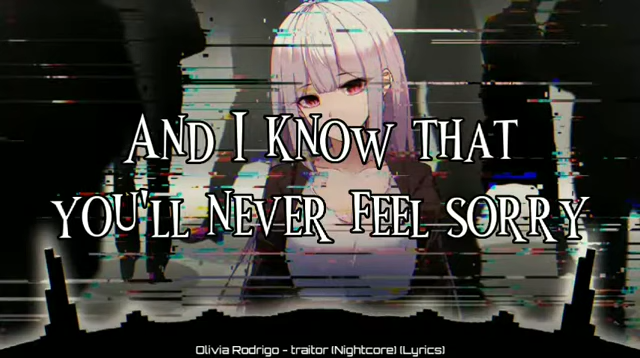 AND I KNOW THAT
YOU'LL NEVER FEEL SORRY
Olivia Rodrigo - traitor (Nightcore) (Lyrics)